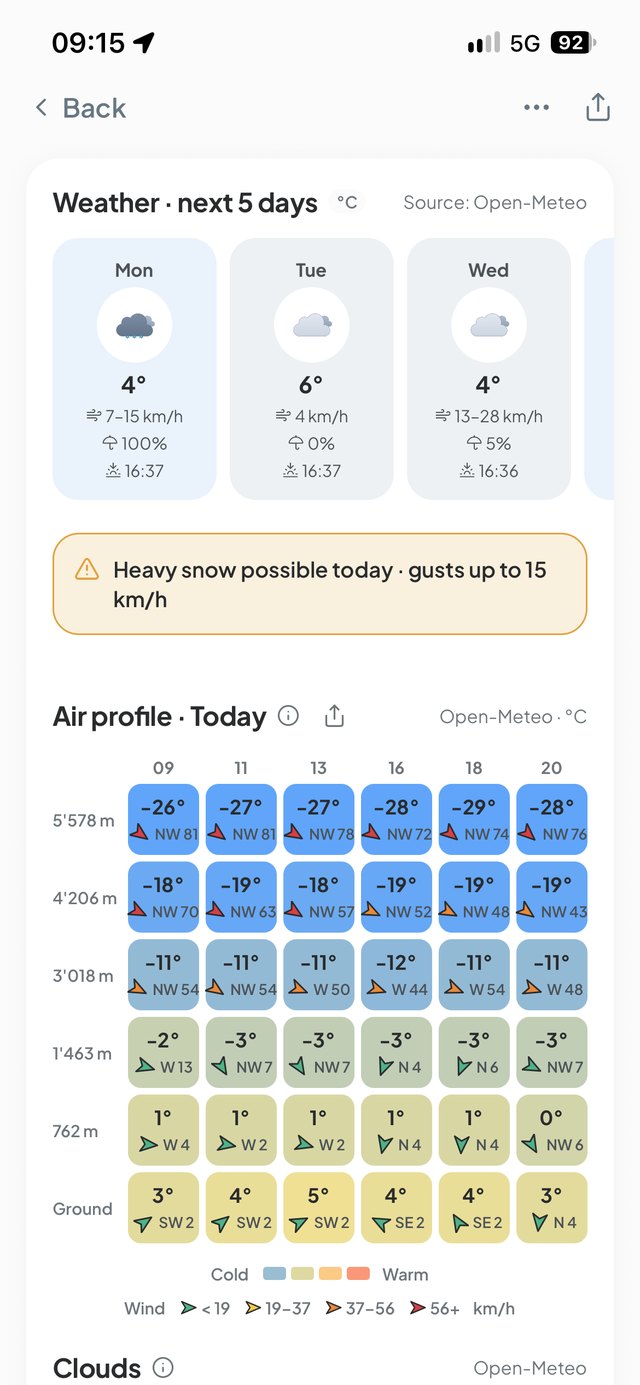 09:15 5G 92
Back
Weather · next 5 days °C Source: Open-Meteo
Mon Tue Wed
4° 6° 4°
7–15 km/h 4 km/h 13–28 km/h
100% 0% 5%
16:37 16:37 16:36
Heavy snow possible today · gusts up to 15
km/h
Air profile · Today Open-Meteo · °C
09 11 13 16 18 20
-26° -27° -27° -28° -29° -28°
5'578 m NW 81 NW 81 NW 78 NW 72 NW 74 NW 76
-18° -19° -18° -19° -19° -19°
4'206 m NW 70 NW 63 NW 57 NW 52 NW 48 NW 43
-11° -11° -11° -12° -11° -11°
3'018 m NW 54 NW 54 W 50 W 44 W 54 W 48
-2° -3° -3° -3° -3° -3°
1'463 m W 13 NW 7 NW 7 N 4 N 6 NW 7
1° 1° 1° 1° 1° 0°
762 m W 4 W 2 W 2 N 4 N 4 NW 6
3° 4° 5° 4° 4° 3°
Ground SW 2 SW 2 SW 2 SE 2 SE 2 N 4
Cold Warm
Wind < 19 19–37 37–56 56+ km/h
Clouds Open-Meteo